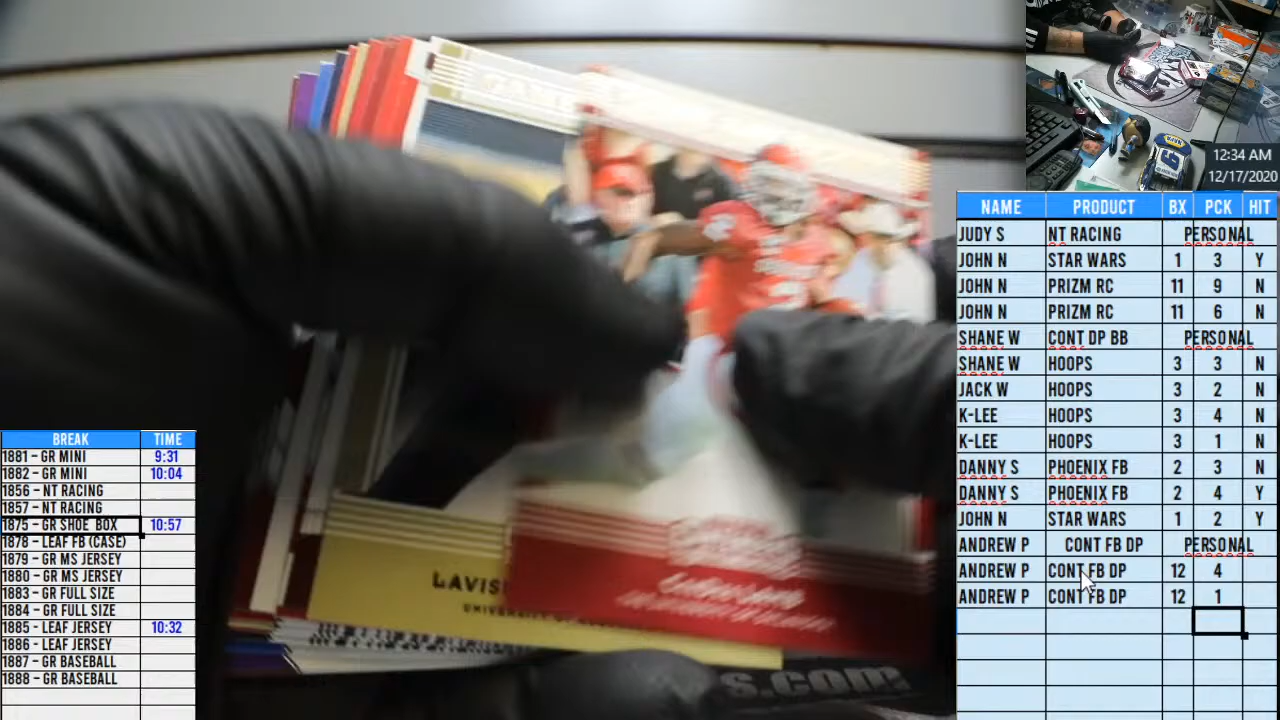 12:34 AM
12/17/2020
NAME PRODUCT BX PCK HIT
JUDY S NT RACING PERSONAL
JOHN N STAR WARS 1 3 Y
JOHN N PRIZM RC 11 9 N
JOHN N PRIZM RC 11 6 N
SHANE W CONT DP BB PERSONAL
SHANE W HOOPS 3 3 N
JACK W HOOPS 3 2 N
K-LEE HOOPS 3 4 N
K-LEE HOOPS 3 1 N
DANNY S PHOENIX FB 2 3 N
DANNY S PHOENIX FB 2 4 Y
JOHN N STAR WARS 1 2 Y
ANDREW P CONT FB DP PERSONAL
ANDREW P CONT FB DP 12 4
ANDREW P CONT FB DP 12 1
BREAK TIME
1881 - GR MINI 9:31
1882 - GR MINI 10:04
1856 - NT RACING
1857 - NT RACING
1875 - GR SHOE BOX 10:57
1878 - LEAF FB (CASE)
1879 - GR MS JERSEY
1880 - GR MS JERSEY
1883 - GR FULL SIZE
1884 - GR FULL SIZE
1885 - LEAF JERSEY 10:32
1886 - LEAF JERSEY
1887 - GR BASEBALL
1888 - GR BASEBALL
LAVIS
s.com